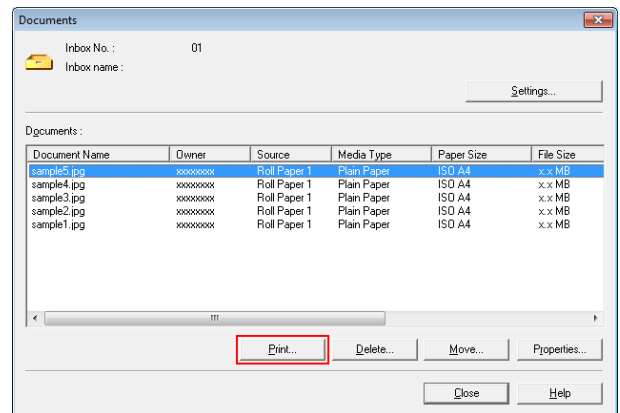 Documents
Inbox No. : 01
Inbox name :
Settings...
Documents :
Document Name Owner Source Media Type Paper Size File Size
sample5.jpg xxxxxxxx Roll Paper 1 Plain Paper ISO A4 x.x MB
sample4.jpg xxxxxxxx Roll Paper 1 Plain Paper ISO A4 x.x MB
sample3.jpg xxxxxxxx Roll Paper 1 Plain Paper ISO A4 x.x MB
sample2.jpg xxxxxxxx Roll Paper 1 Plain Paper ISO A4 x.x MB
sample1.jpg xxxxxxxx Roll Paper 1 Plain Paper ISO A4 x.x MB
Print... Delete... Move... Properties...
Close Help